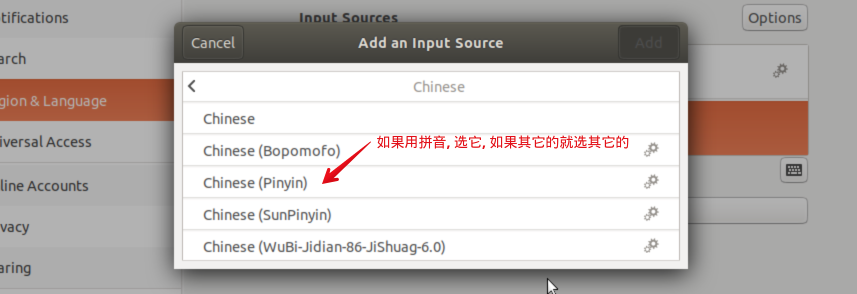 otifications
Input Sources
Options
Cancel
Add an Input Source
Add
arch
Chinese
gion & Language
Chinese
iversal Access
Chinese (Bopomofo)
如果用拼音, 选它, 如果其它的就选其它的
line Accounts
Chinese (Pinyin)
vacy
Chinese (SunPinyin)
aring
Chinese (WuBi-Jidian-86-JiShuag-6.0)